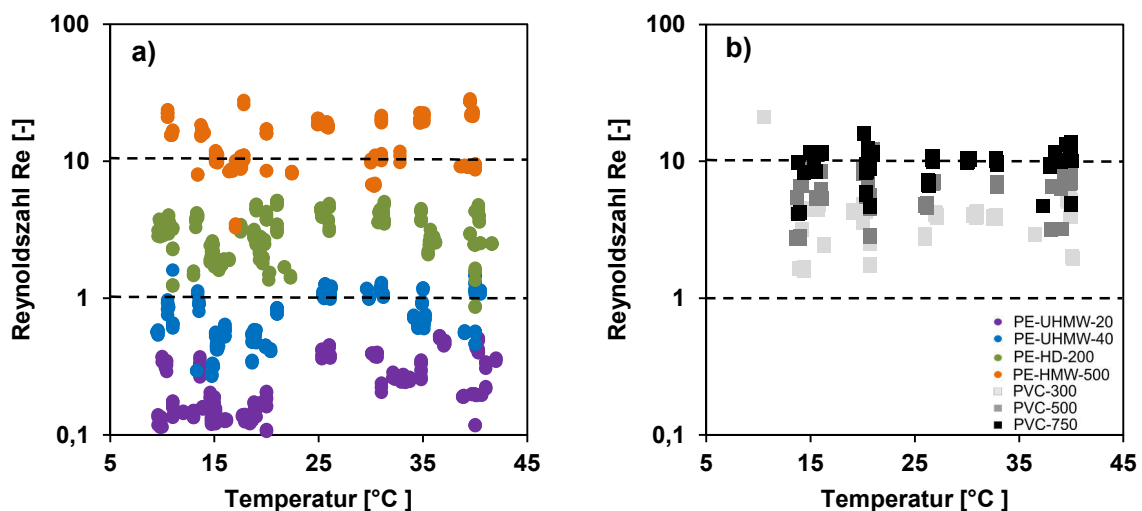 a)
Reynoldszahl Re [-]
100
10
1
0,1
5 15 25 35 45
Temperatur [°C ]
b)
Reynoldszahl Re [-]
100
10
1
0,1
5 15 25 35 45
Temperatur [°C ]
PE-UHMW-20
PE-UHMW-40
PE-HD-200
PE-HMW-500
PVC-300
PVC-500
PVC-750